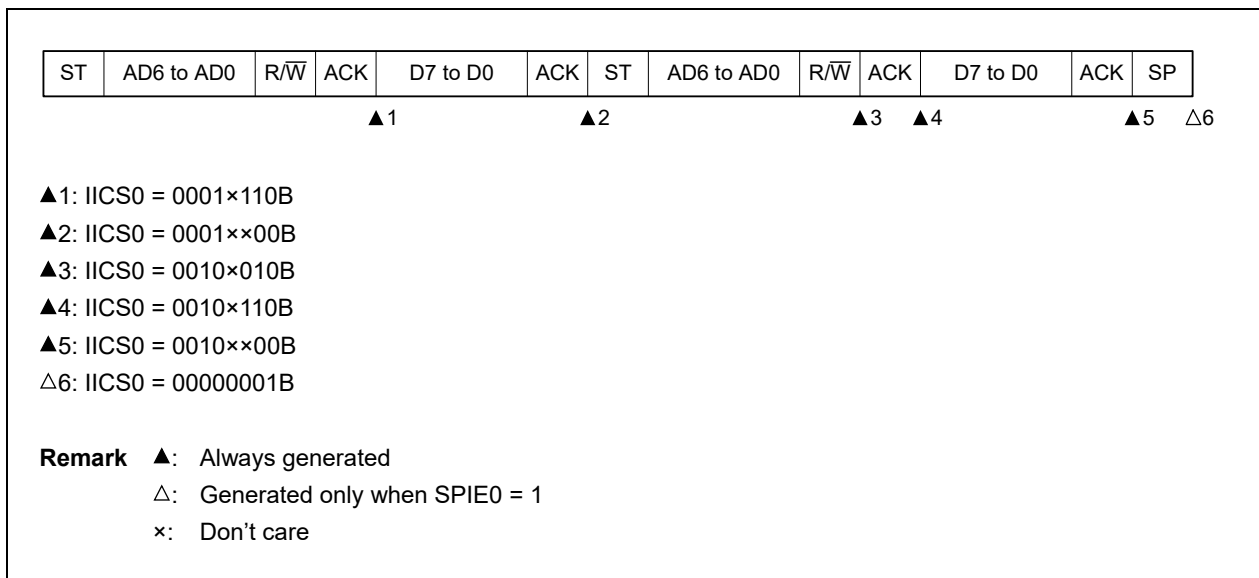 ST AD6 to AD0 R/W̅ ACK D7 to D0 ACK ST AD6 to AD0 R/W̅ ACK D7 to D0 ACK SP
▲1 ▲2 ▲3 ▲4 ▲5 △6
▲1: IICS0 = 0001×110B
▲2: IICS0 = 0001××00B
▲3: IICS0 = 0010×010B
▲4: IICS0 = 0010×110B
▲5: IICS0 = 0010××00B
△6: IICS0 = 00000001B
Remark ▲: Always generated
△: Generated only when SPIE0 = 1
×: Don’t care